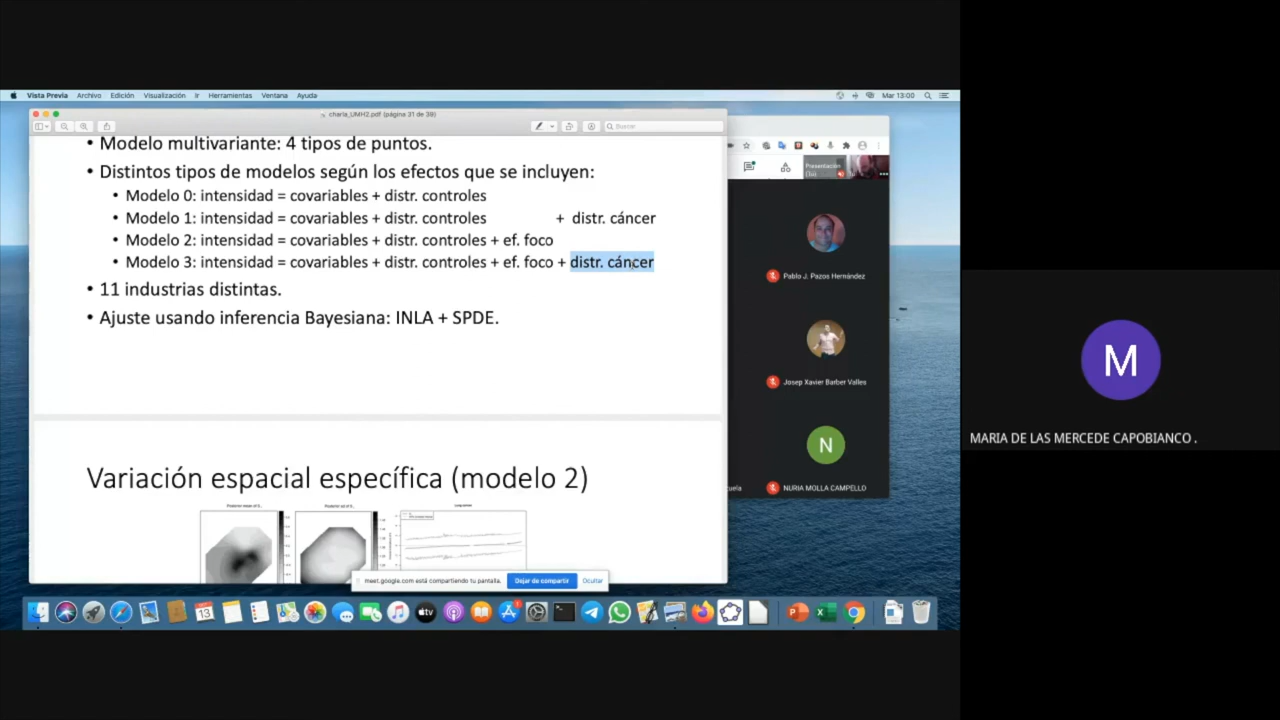 Vista Previa Archivo Edición Visualización Ir Herramientas Ventana Ayuda
Mar 13:00
charla_UMH2.pdf (página 31 de 39)
Buscar
• Modelo multivariante: 4 tipos de puntos.
• Distintos tipos de modelos según los efectos que se incluyen:
• Modelo 0: intensidad = covariables + distr. controles
• Modelo 1: intensidad = covariables + distr. controles + distr. cáncer
• Modelo 2: intensidad = covariables + distr. controles + ef. foco
• Modelo 3: intensidad = covariables + distr. controles + ef. foco + distr. cáncer
• 11 industrias distintas.
• Ajuste usando inferencia Bayesiana: INLA + SPDE.
Variación espacial específica (modelo 2)
meet.google.com está compartiendo tu pantalla.
Dejar de compartir
Ocultar
Presentación
(Tú)
Pablo J. Pazos Hernández
Josep Xavier Barber Valles
N
NURIA MOLLA CAMPELLO
M
MARIA DE LAS MERCEDE CAPOBIANCO .
13
tv